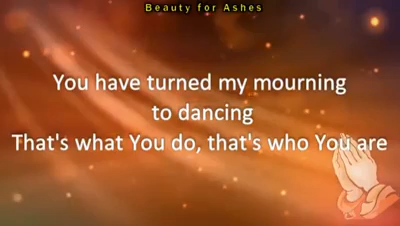 Beauty for Ashes
You have turned my mourning
to dancing
That's what You do, that's who You are